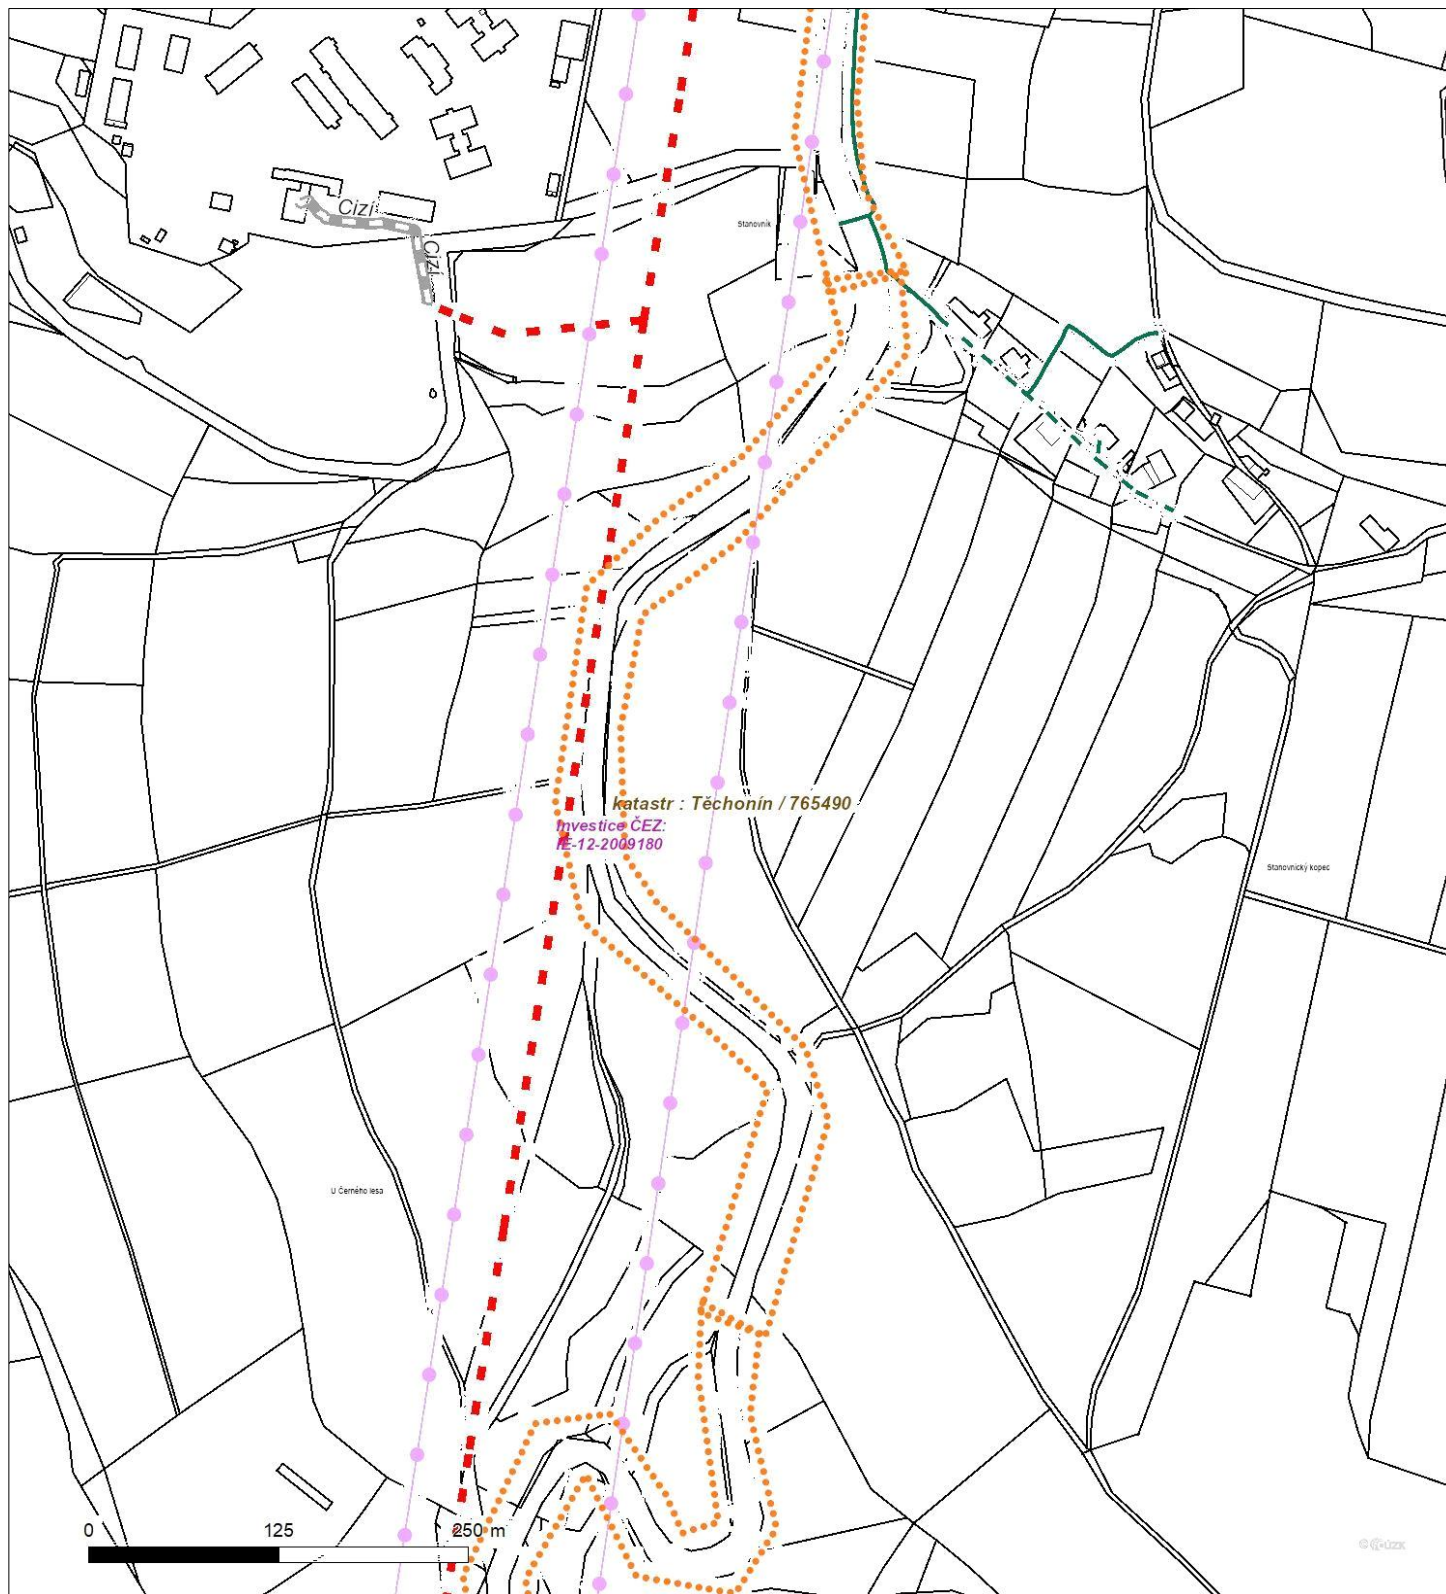 Cizí
Cizí
Stanovník
katastr : Těchonín / 765490
Investice ČEZ:
IE-12-2009180
Stanovnický kopec
U Černého lesa
0 125 250 m